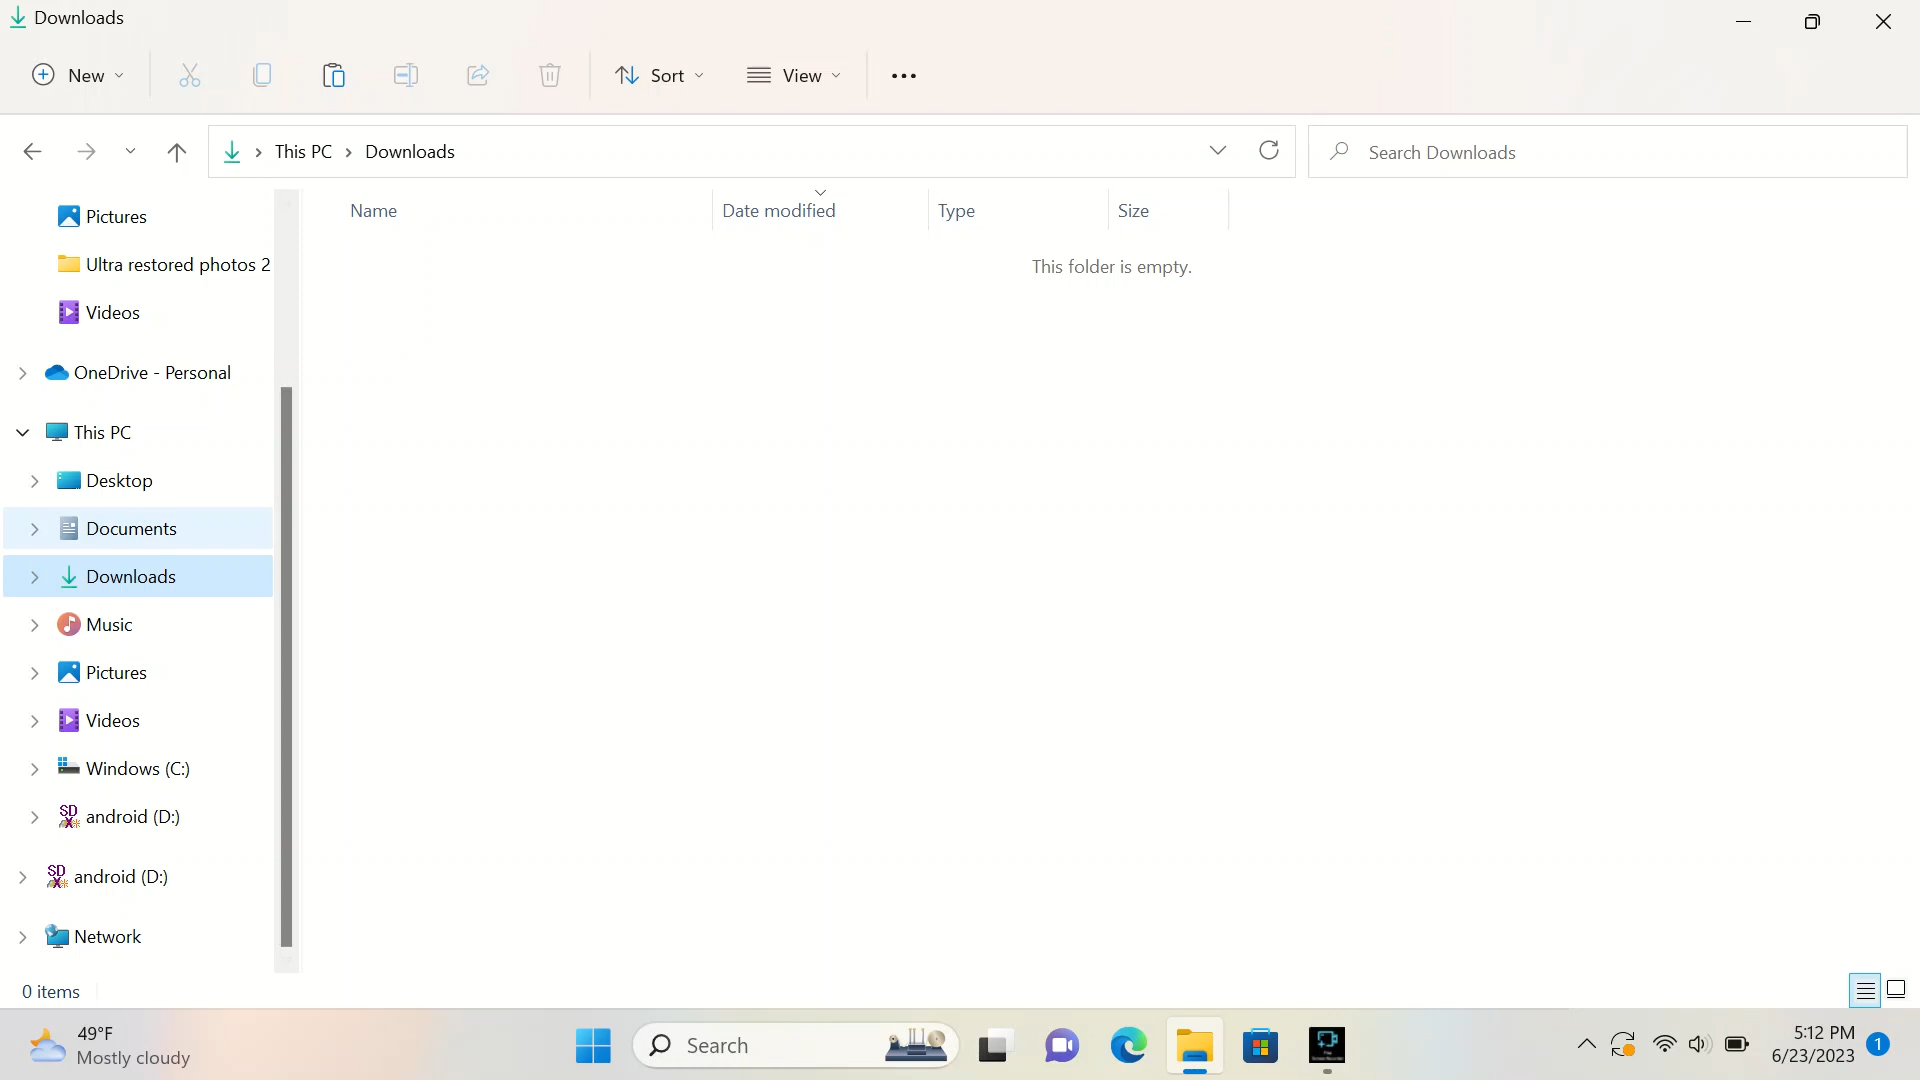 Downloads
New
Sort
View
This PC
Downloads
Search Downloads
Name
Date modified
Type
Size
This folder is empty.
Pictures
Ultra restored photos 2
Videos
OneDrive - Personal
This PC
Desktop
Documents
Downloads
Music
Pictures
Videos
Windows (C:)
android (D:)
android (D:)
Network
0 items
49°F
Mostly cloudy
Search
5:12 PM
6/23/2023
1